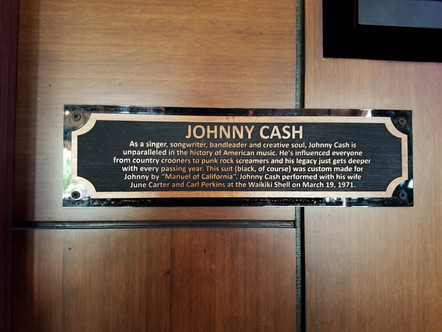 JOHNNY CASH
As a singer, songwriter, bandleader and creative soul, Johnny Cash is
unparalleled in the history of American music. He's influenced everyone
from country crooners to punk rock screamers and his legacy just gets deeper
with every passing year. This suit (black, of course) was custom made for
Johnny by "Manuel of California". Johnny Cash performed with his wife
June Carter and Carl Perkins at the Waikiki Shell on March 19, 1971.